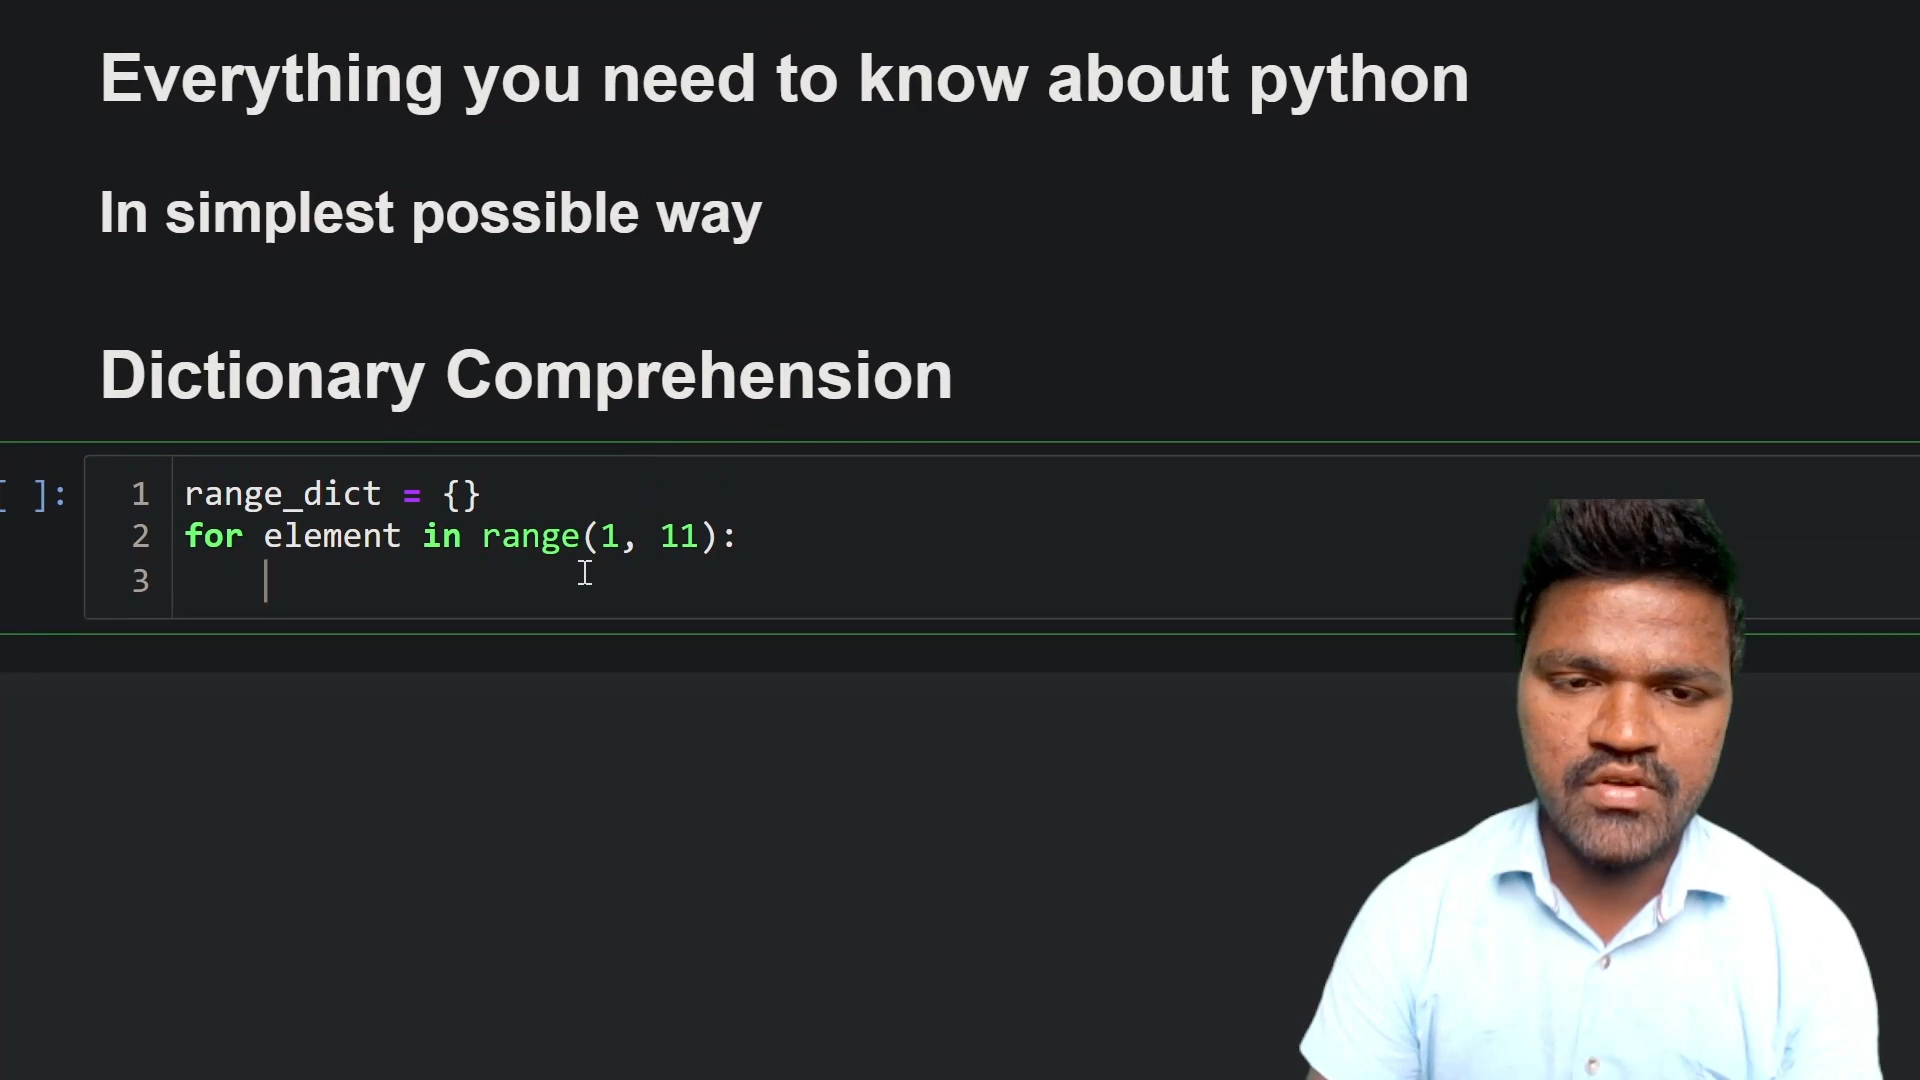 Everything you need to know about python
In simplest possible way
Dictionary Comprehension
[ ]:
1 range_dict = {}
2 for element in range(1, 11):
3